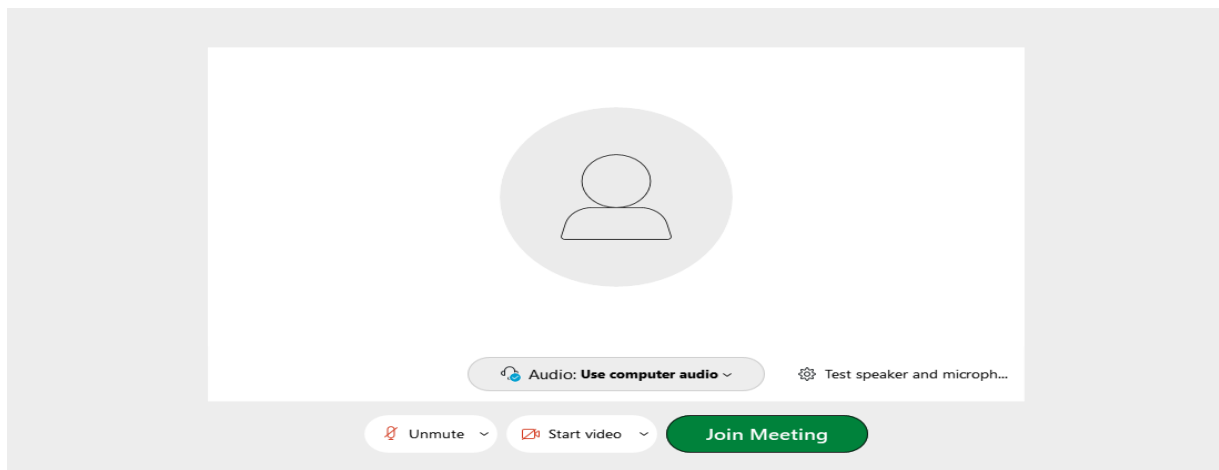 Audio: Use computer audio
Test speaker and microph...
Unmute
Start video
Join Meeting